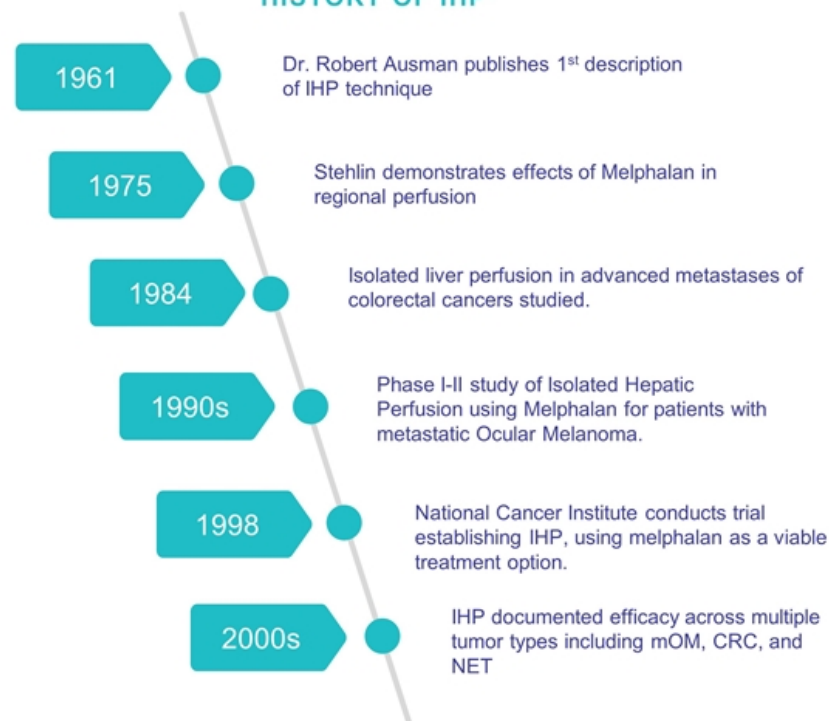 HISTORY OF IHP
1961
Dr. Robert Ausman publishes 1st description
of IHP technique
1975
Stehlin demonstrates effects of Melphalan in
regional perfusion
1984
Isolated liver perfusion in advanced metastases of
colorectal cancers studied.
1990s
Phase I-II study of Isolated Hepatic
Perfusion using Melphalan for patients with
metastatic Ocular Melanoma.
1998
National Cancer Institute conducts trial
establishing IHP, using melphalan as a viable
treatment option.
2000s
IHP documented efficacy across multiple
tumor types including mOM, CRC, and
NET